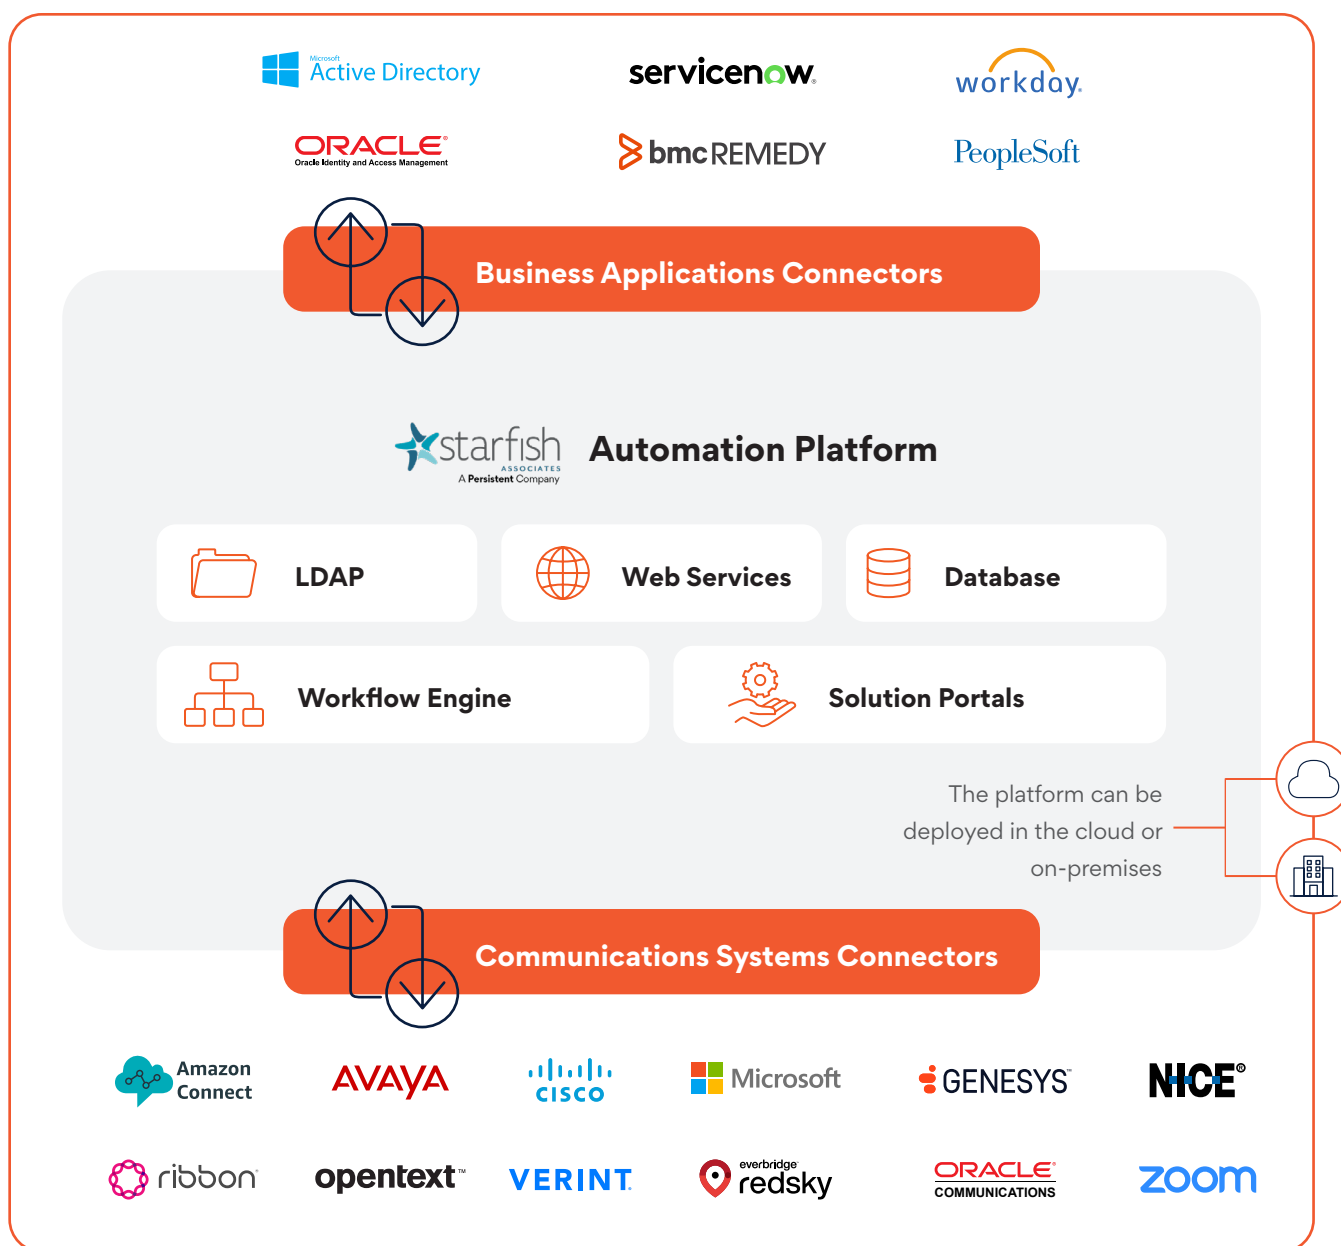 Microsoft
Active Directory
servicenow.
workday.
ORACLE®
Oracle Identity and Access Management
bmc REMEDY
PeopleSoft
Business Applications Connectors
starfish
ASSOCIATES
A Persistent Company
Automation Platform
LDAP
Web Services
Database
Workflow Engine
Solution Portals
The platform can be
deployed in the cloud or
on-premises
Communications Systems Connectors
Amazon
Connect
AVAYA
CISCO
Microsoft
GENESYS™
NICE®
ribbon
opentext™
VERINT
everbridge
redsky
ORACLE®
COMMUNICATIONS
zoom